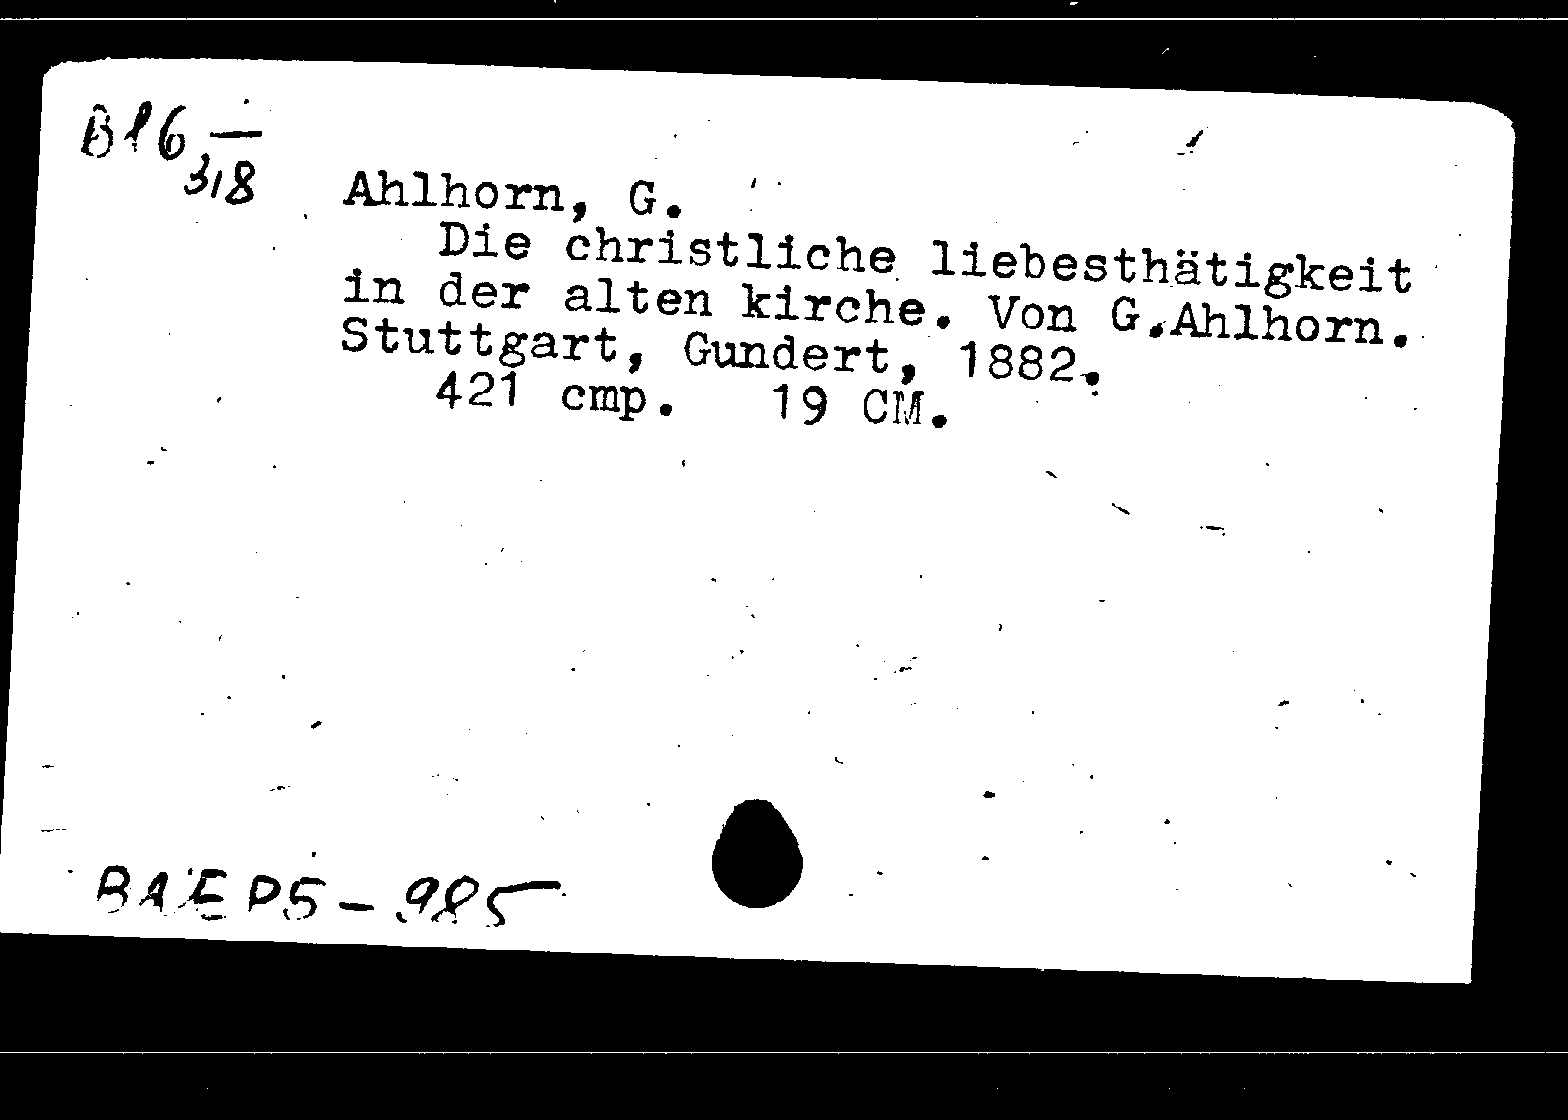 B16 —
318
Ahlhorn, G.
Die christliche liebesthätigkeit
in der alten kirche. Von G.Ahlhorn.
Stuttgart, Gundert, 1882.
421 cmp. 19 CM.
BAEPS-985